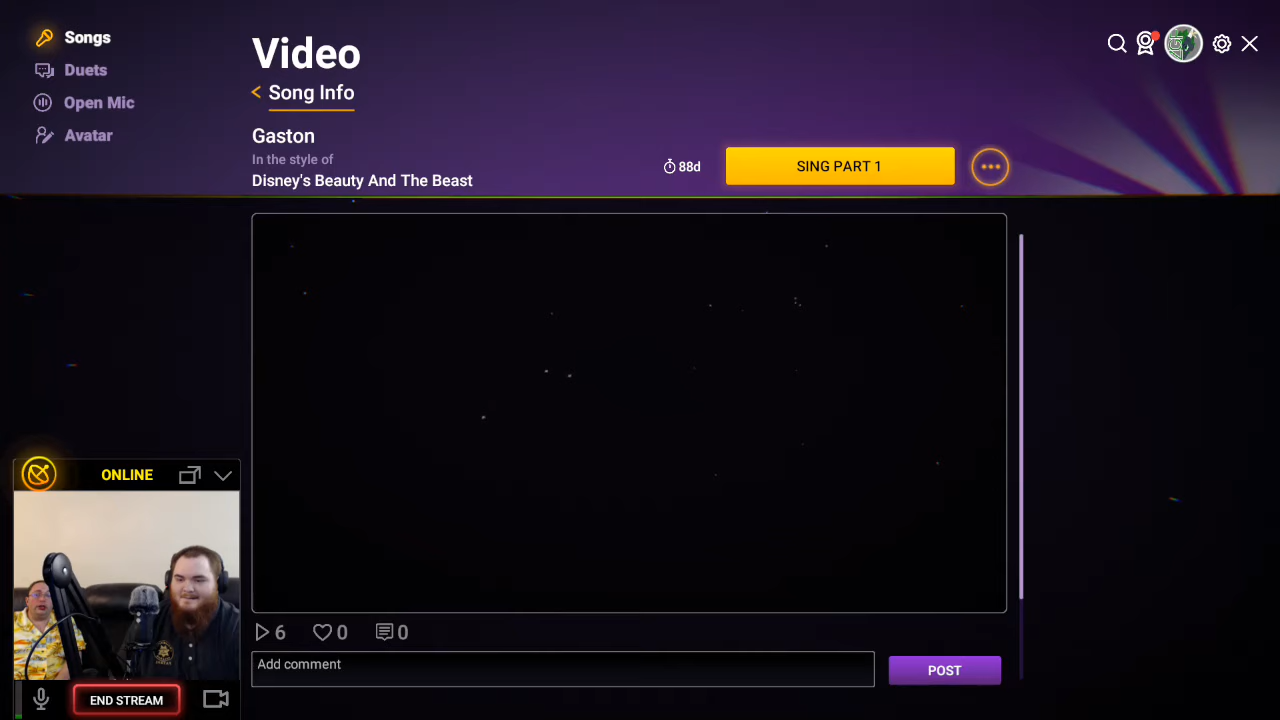 Songs
Duets
Open Mic
Avatar
Video
< Song Info
Gaston
In the style of
Disney's Beauty And The Beast
88d
SING PART 1
ONLINE
END STREAM
6
0
0
Add comment
POST